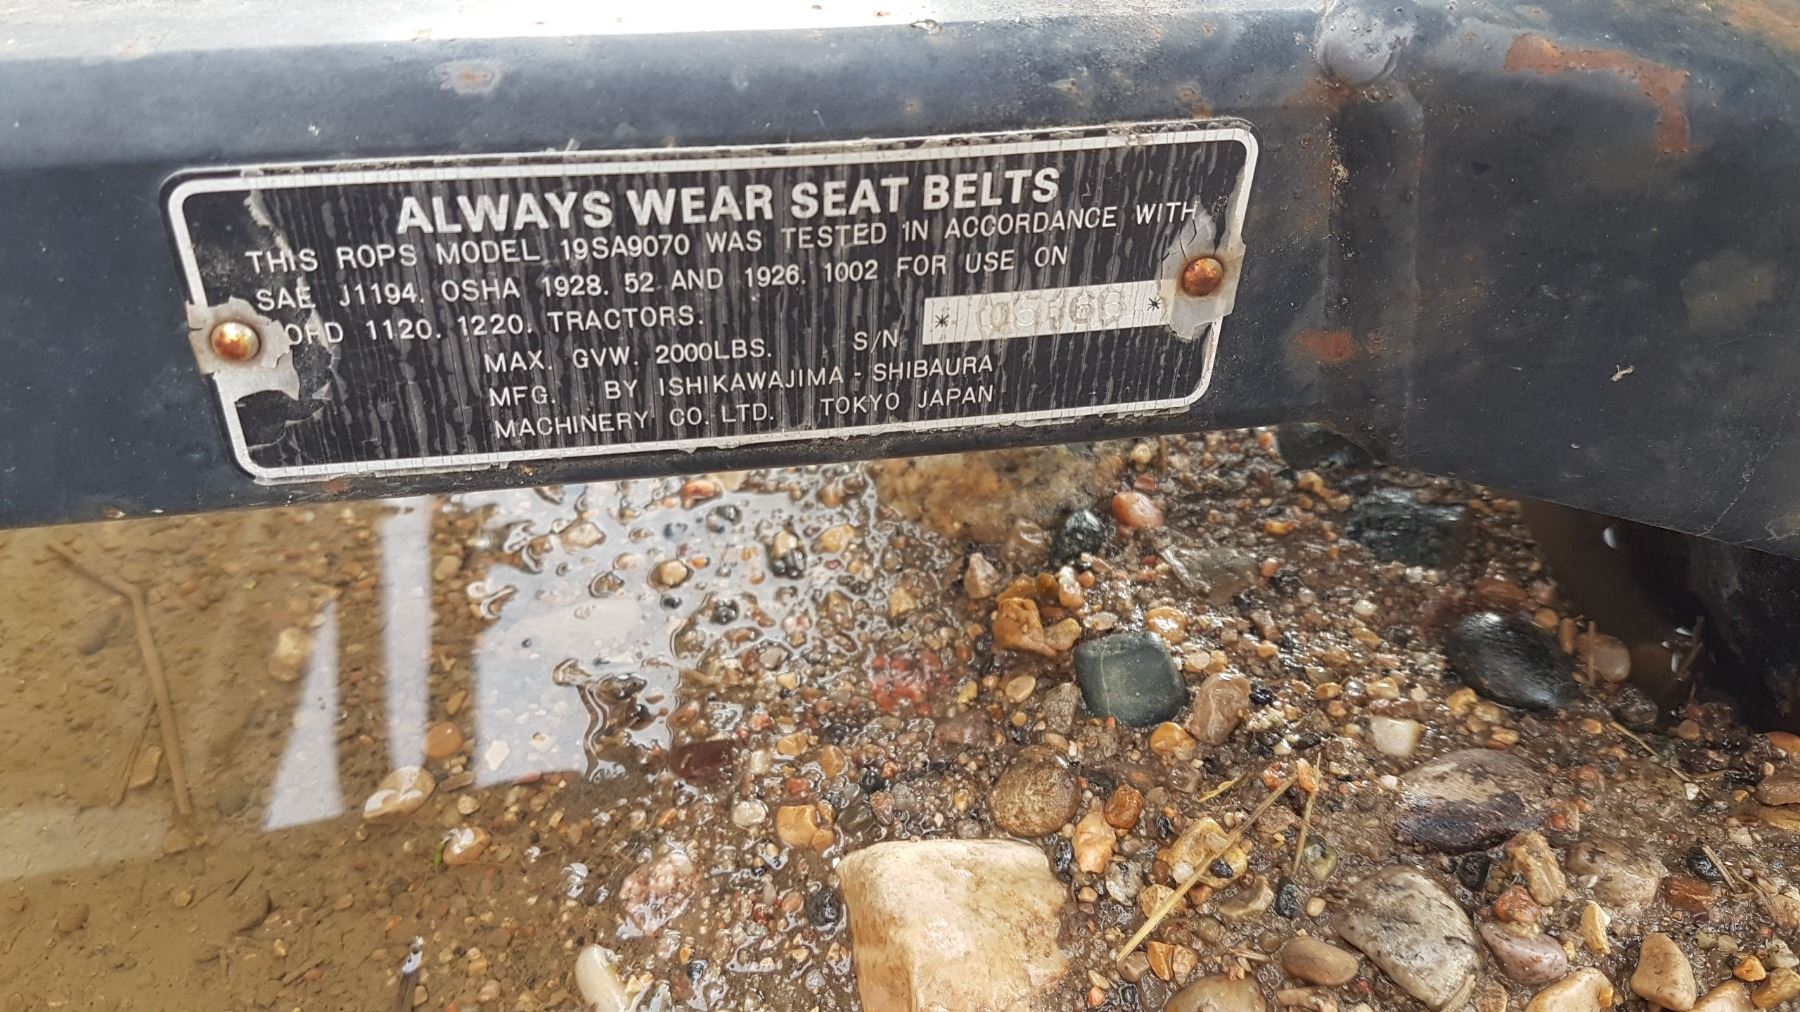 ALWAYS WEAR SEAT BELTS
THIS ROPS MODEL 19SA9070 WAS TESTED IN ACCORDANCE WITH
SAE J1194. OSHA 1928. 52 AND 1926. 1002 FOR USE ON
1120. 1220. TRACTORS.
MAX. GVW. 2000LBS. S/N * *
MFG. BY ISHIKAWAJIMA - SHIBAURA
MACHINERY CO. LTD. TOKYO JAPAN